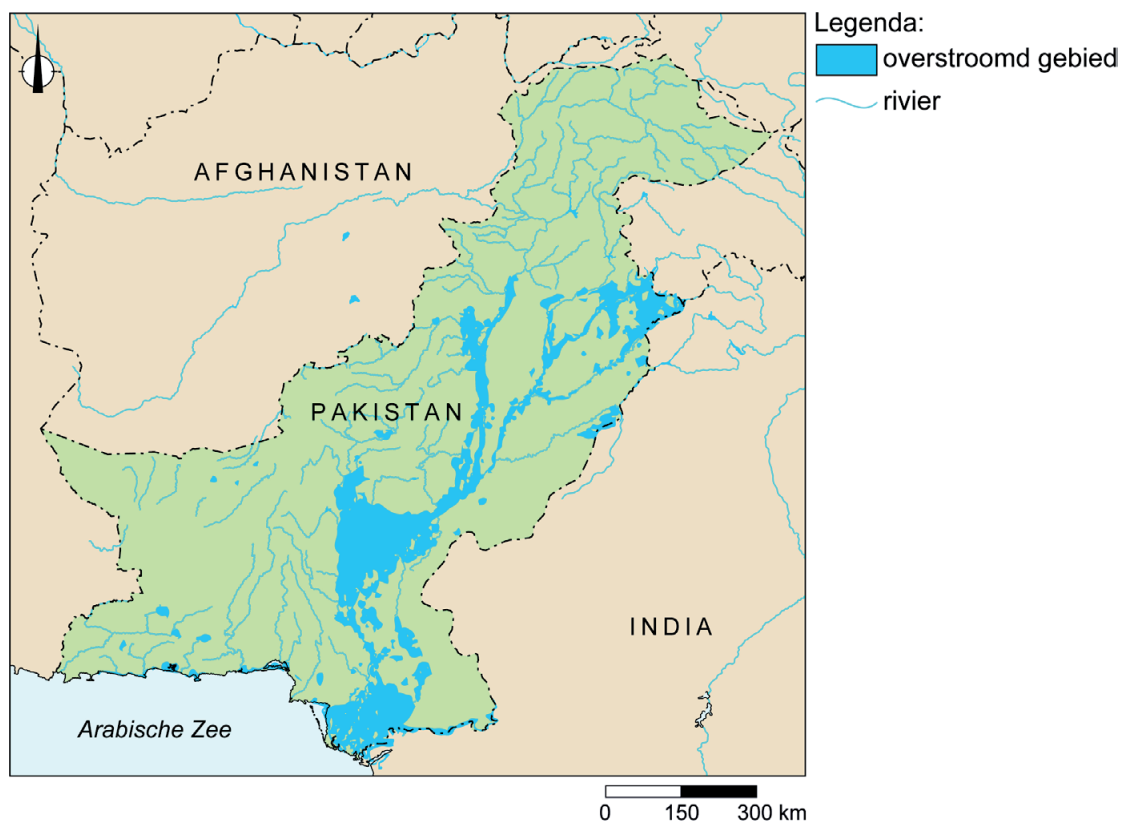 Legenda:
overstroomd gebied
rivier
AFGHANISTAN
PAKISTAN
INDIA
Arabische Zee
0 150 300 km